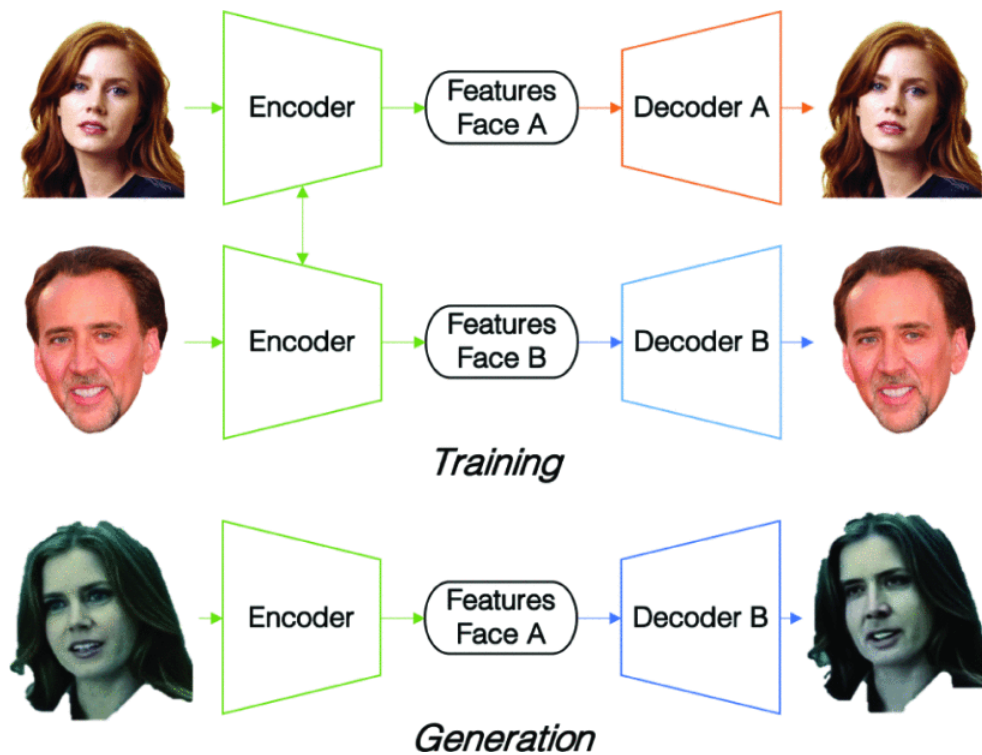 Encoder
Features
Face A
Decoder A
Encoder
Features
Face B
Decoder B
Training
Encoder
Features
Face A
Decoder B
Generation